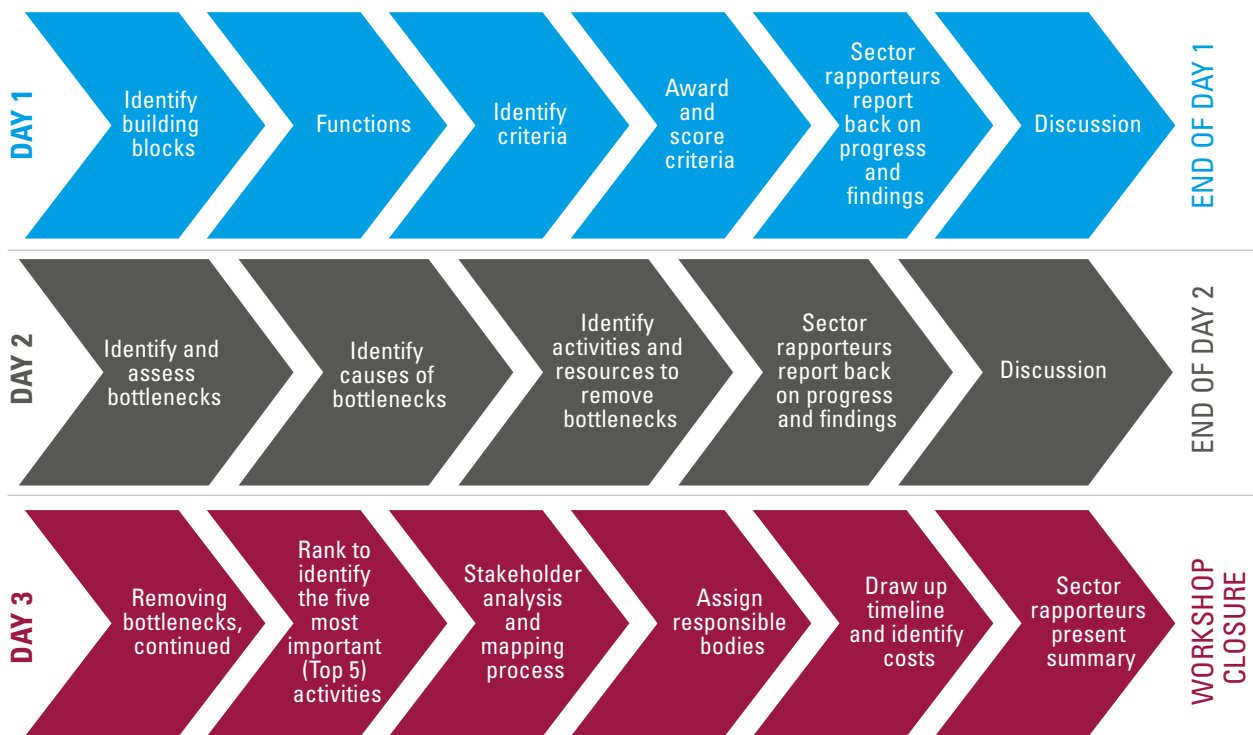 DAY 1
Identify
building
blocks
Functions
Identify
criteria
Award
and
score
criteria
Sector
rapporteurs
report
back on
progress
and
findings
Discussion
END OF DAY 1
DAY 2
Identify and
assess
bottlenecks
Identify
causes of
bottlenecks
Identify
activities and
resources to
remove
bottlenecks
Sector
rapporteurs
report back
on progress
and findings
Discussion
END OF DAY 2
DAY 3
Removing
bottlenecks,
continued
Rank to
identify
the five
most
important
(Top 5)
activities
Stakeholder
analysis
and
mapping
process
Assign
responsible
bodies
Draw up
timeline
and identify
costs
Sector
rapporteurs
present
summary
WORKSHOP
CLOSURE